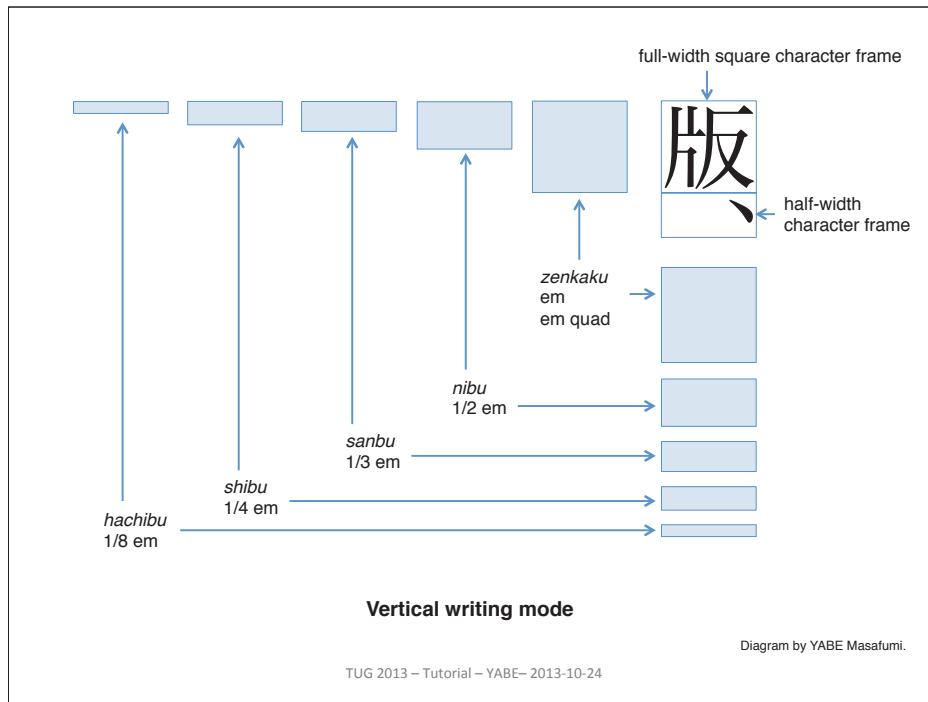 full-width square character frame
版
、
half-width
character frame
zenkaku
em
em quad
nibu
1/2 em
sanbu
1/3 em
shibu
1/4 em
hachibu
1/8 em
Vertical writing mode
Diagram by YABE Masafumi.
TUG 2013 – Tutorial – YABE– 2013-10-24